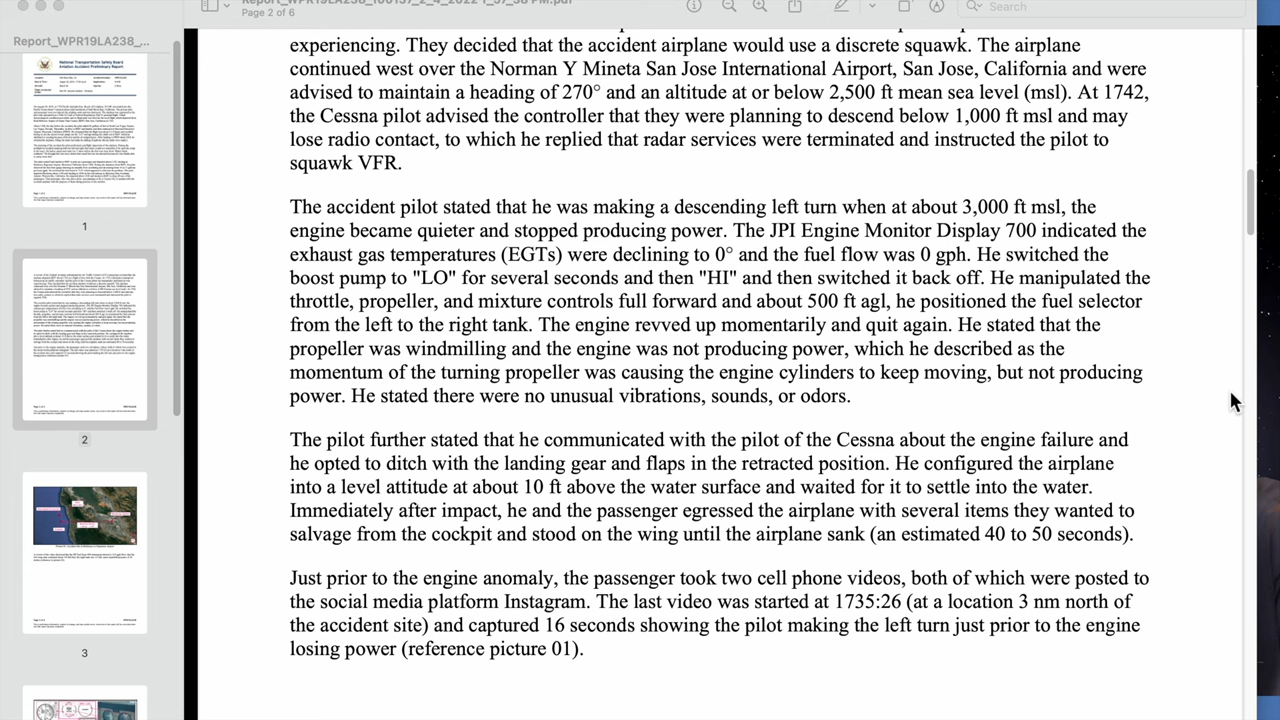 Report_WPR19LA238_100137_2_4_2022 1_37_38 PM.pdf
Page 2 of 6
Search
Report_WPR19LA238_...
National Transportation Safety Board
Aviation Accident Preliminary Report
1
2
3
experiencing. They decided that the accident airplane would use a discrete squawk. The airplane
continued west over the Norman Y Mineta San Jose International Airport, San Jose, California and were
advised to maintain a heading of 270° and an altitude at or below 2,500 ft mean sea level (msl). At 1742,
the Cessna pilot advised the controller that they were planning to descend below 1,000 ft msl and may
lose radar contact, to which he replied that radar services were terminated and instructed the pilot to
squawk VFR.
The accident pilot stated that he was making a descending left turn when at about 3,000 ft msl, the
engine became quieter and stopped producing power. The JPI Engine Monitor Display 700 indicated the
exhaust gas temperatures (EGTs) were declining to 0° and the fuel flow was 0 gph. He switched the
boost pump to "LO" for a few seconds and then "HI" and then switched it back off. He manipulated the
throttle, propeller, and mixture controls full forward and about 500 ft agl, he positioned the fuel selector
from the left to the right tank. The engine revved up momentarily and quit again. He stated that the
propeller was windmilling and the engine was not producing power, which he described as the
momentum of the turning propeller was causing the engine cylinders to keep moving, but not producing
power. He stated there were no unusual vibrations, sounds, or odors.
The pilot further stated that he communicated with the pilot of the Cessna about the engine failure and
he opted to ditch with the landing gear and flaps in the retracted position. He configured the airplane
into a level attitude at about 10 ft above the water surface and waited for it to settle into the water.
Immediately after impact, he and the passenger egressed the airplane with several items they wanted to
salvage from the cockpit and stood on the wing until the airplane sank (an estimated 40 to 50 seconds).
Just prior to the engine anomaly, the passenger took two cell phone videos, both of which were posted to
the social media platform Instagram. The last video was started at 1735:26 (at a location 3 nm north of
the accident site) and captured 16 seconds showing the pilot making the left turn just prior to the engine
losing power (reference picture 01).